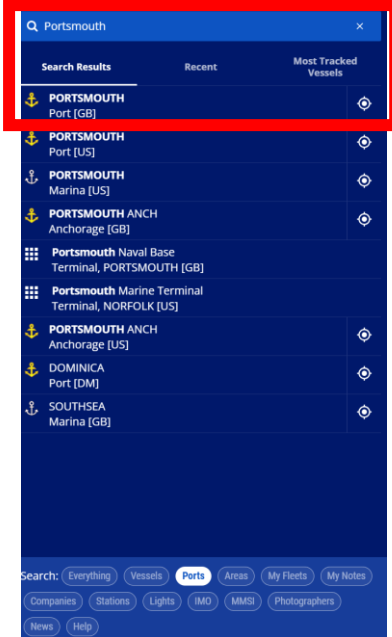 Portsmouth ×
Search Results Recent Most Tracked
Vessels
PORTSMOUTH
Port [GB]
PORTSMOUTH
Port [US]
PORTSMOUTH
Marina [US]
PORTSMOUTH ANCH
Anchorage [GB]
Portsmouth Naval Base
Terminal, PORTSMOUTH [GB]
Portsmouth Marine Terminal
Terminal, NORFOLK [US]
PORTSMOUTH ANCH
Anchorage [US]
DOMINICA
Port [DM]
SOUTHSEA
Marina [GB]
Search: Everything Vessels Ports Areas My Fleets My Notes
Companies Stations Lights IMO MMSI Photographers
News Help